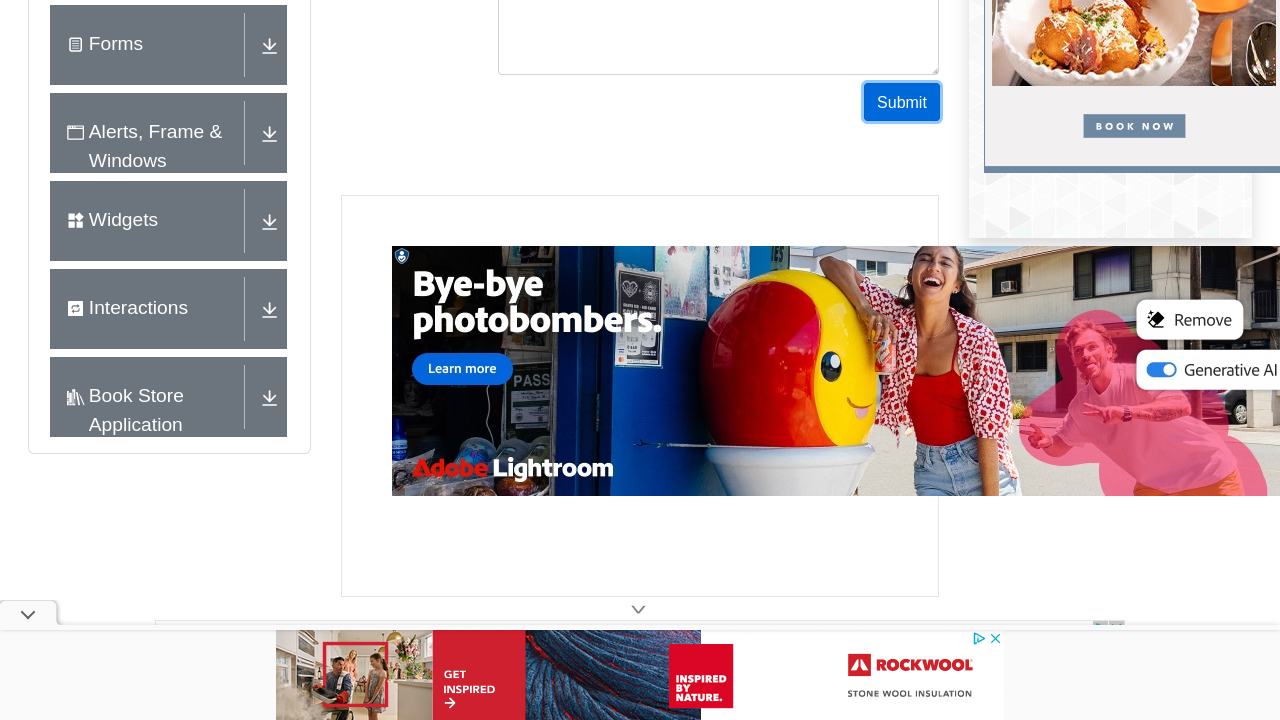 Forms
Alerts, Frame &
Windows
Widgets
Interactions
Book Store
Application
Submit
BOOK NOW
Bye-bye
photobombers.
Learn more
PASS
Remove
Generative AI
Adobe Lightroom
GET
INSPIRED
INSPIRED
BY
NATURE.
ROCKWOOL
STONE WOOL INSULATION